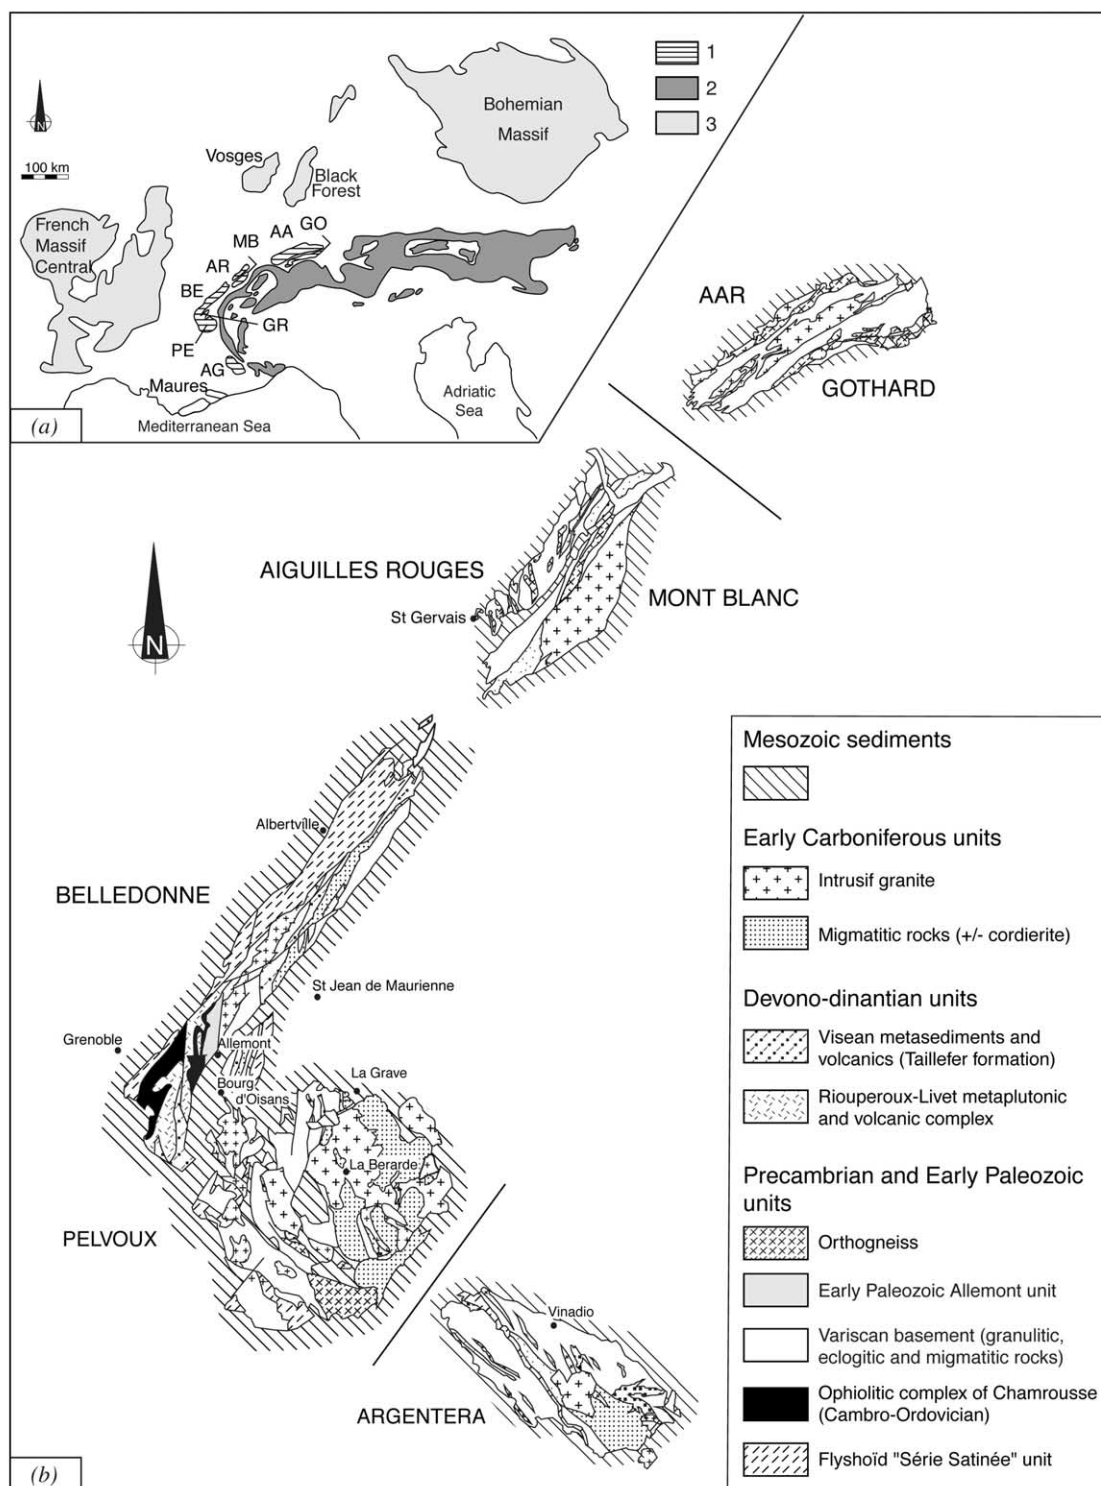 1
2
3
N
100 km
Bohemian
Massif
Vosges
Black
Forest
French
Massif
Central
AA
GO
MB
AR
BE
GR
PE
AG
Maures
Mediterranean Sea
Adriatic
Sea
(a)
AAR
GOTHARD
AIGUILLES ROUGES
MONT BLANC
St Gervais
N
Albertville
BELLEDONNE
St Jean de Maurienne
Grenoble
Allemont
Bourg
d'Oisans
La Grave
La Berarde
PELVOUX
Vinadio
ARGENTERA
(b)
Mesozoic sediments
Early Carboniferous units
Intrusif granite
Migmatitic rocks (+/- cordierite)
Devono-dinantian units
Visean metasediments and
volcanics (Taillefer formation)
Riouperoux-Livet metaplutonic
and volcanic complex
Precambrian and Early Paleozoic
units
Orthogneiss
Early Paleozoic Allemont unit
Variscan basement (granulitic,
eclogitic and migmatitic rocks)
Ophiolitic complex of Chamrousse
(Cambro-Ordovician)
Flyshoïd "Série Satinée" unit